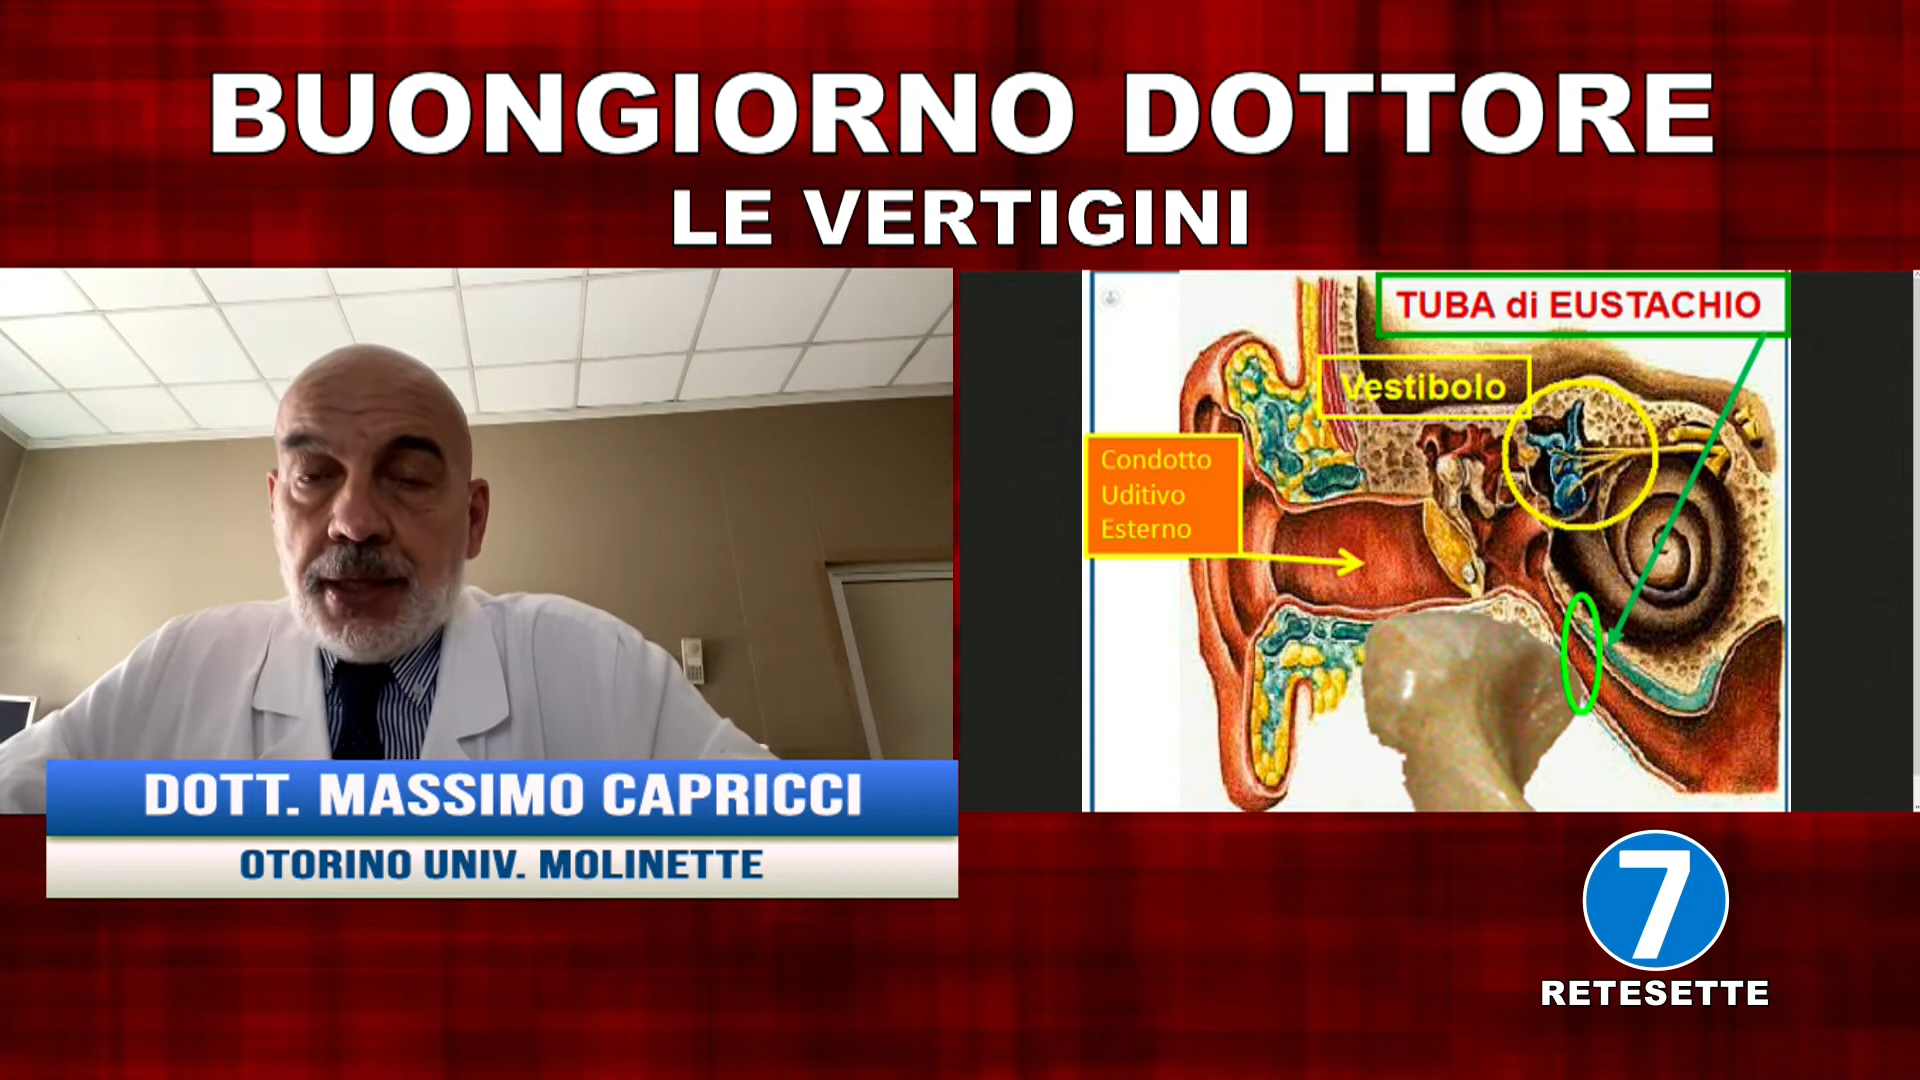 BUONGIORNO DOTTORE
LE VERTIGINI
TUBA di EUSTACHIO
Vestibolo
Condotto
Uditivo
Esterno
DOTT. MASSIMO CAPRICCI
OTORINO UNIV. MOLINETTE
7
RETESETTE